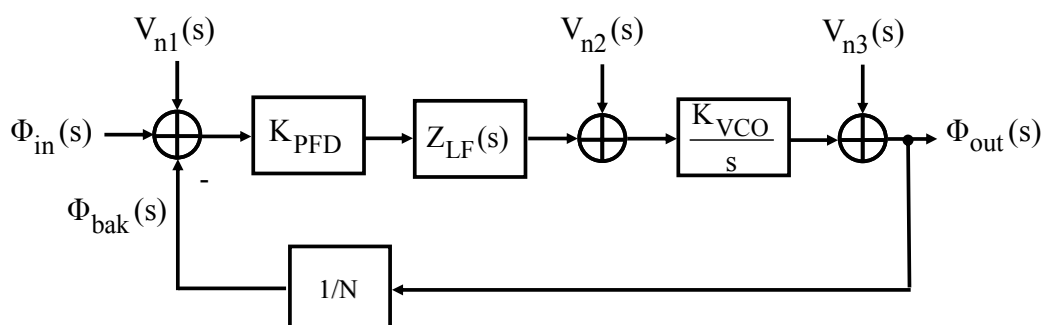 V_n1(s)
V_n2(s)
V_n3(s)
Φ_in(s)
K_PFD
Z_LF(s)
K_VCO
s
Φ_out(s)
-
Φ_bak(s)
1/N